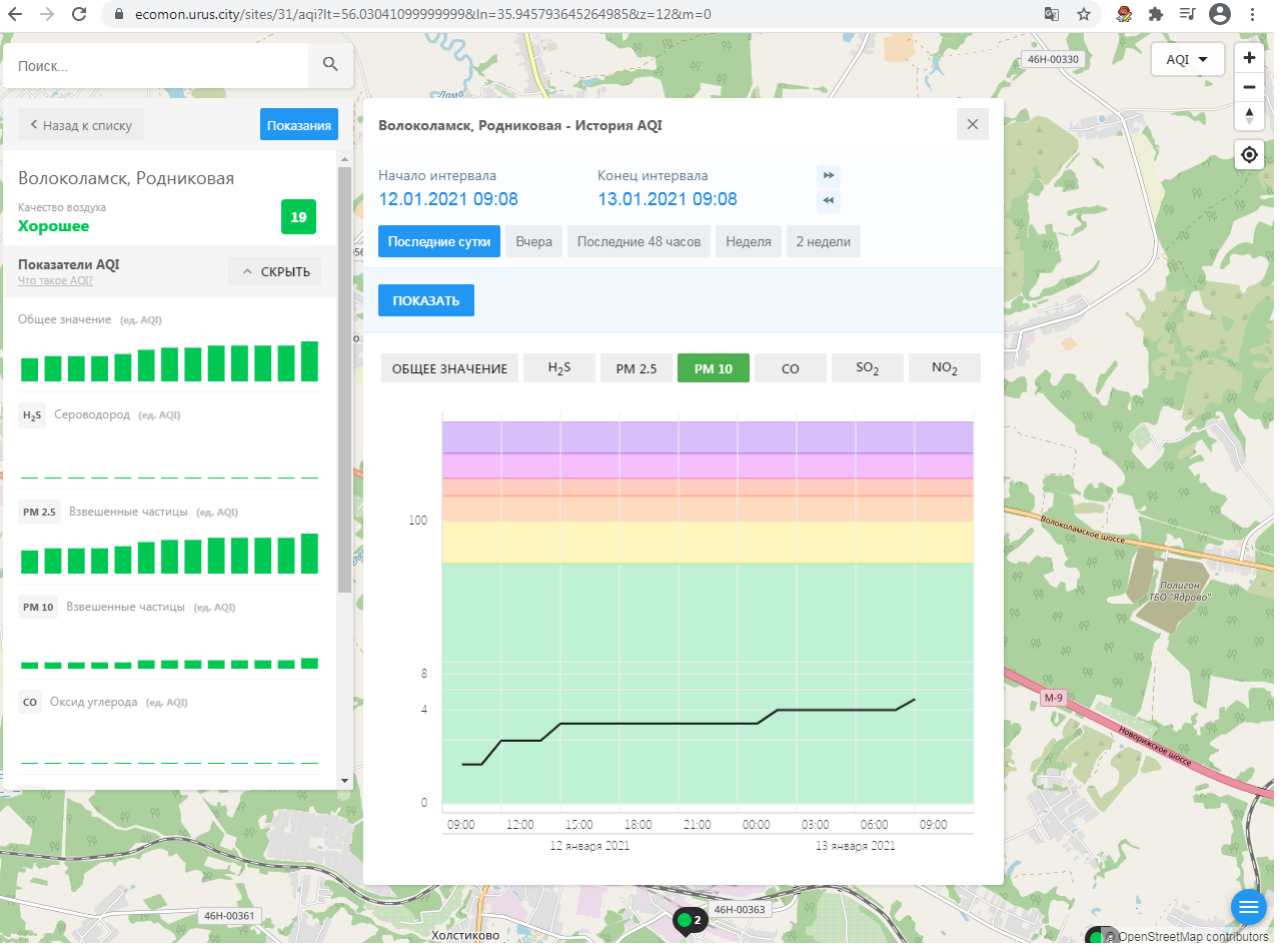 ecomon.urus.city/sites/31/aqi?lt=56.03041099999999&ln=35.945793645264985&z=12&m=0
Поиск...
46Н-00330
AQI
Назад к списку
Показания
Волоколамск, Родниковая - История AQI
Волоколамск, Родниковая
Качество воздуха
Хорошее
19
Начало интервала
Конец интервала
12.01.2021 09:08
13.01.2021 09:08
Последние сутки
Вчера
Последние 48 часов
Неделя
2 недели
Показатели AQI
Что такое AQI?
СКРЫТЬ
ПОКАЗАТЬ
Общее значение (ед. AQI)
ОБЩЕЕ ЗНАЧЕНИЕ
H2S
PM 2.5
PM 10
CO
SO2
NO2
H2S Сероводород (ед. AQI)
PM 2.5 Взвешенные частицы (ед. AQI)
PM 10 Взвешенные частицы (ед. AQI)
CO Оксид углерода (ед. AQI)
100
8
4
0
09:00 12:00 15:00 18:00 21:00 00:00 03:00 06:00 09:00
12 января 2021
13 января 2021
Волоколамское шоссе
Полигон
ТБО "Ядрово"
М-9
Новорижское шоссе
46Н-00361
46Н-00363
2
Холстиково
© OpenStreetMap contributors